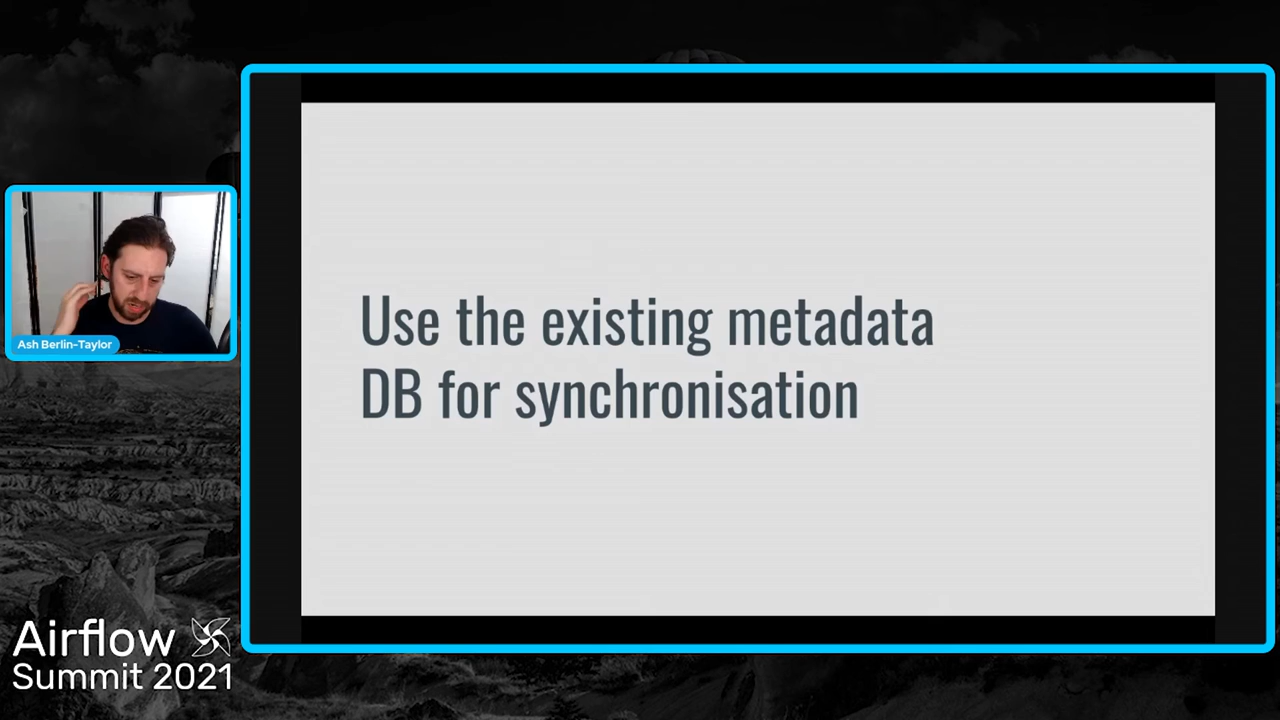 Use the existing metadata
DB for synchronisation
Ash Berlin-Taylor
Airflow
Summit 2021